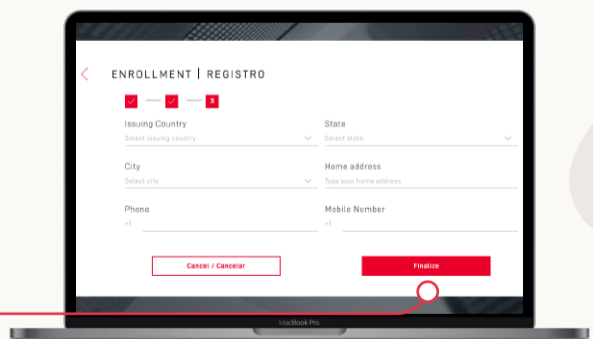 ENROLLMENT | REGISTRO
3
Issuing Country State
Select issuing country Select state
City Home address
Select city Type your home address
Phone Mobile Number
+1 +1
Cancel / Cancelar Finalize
MacBook Pro